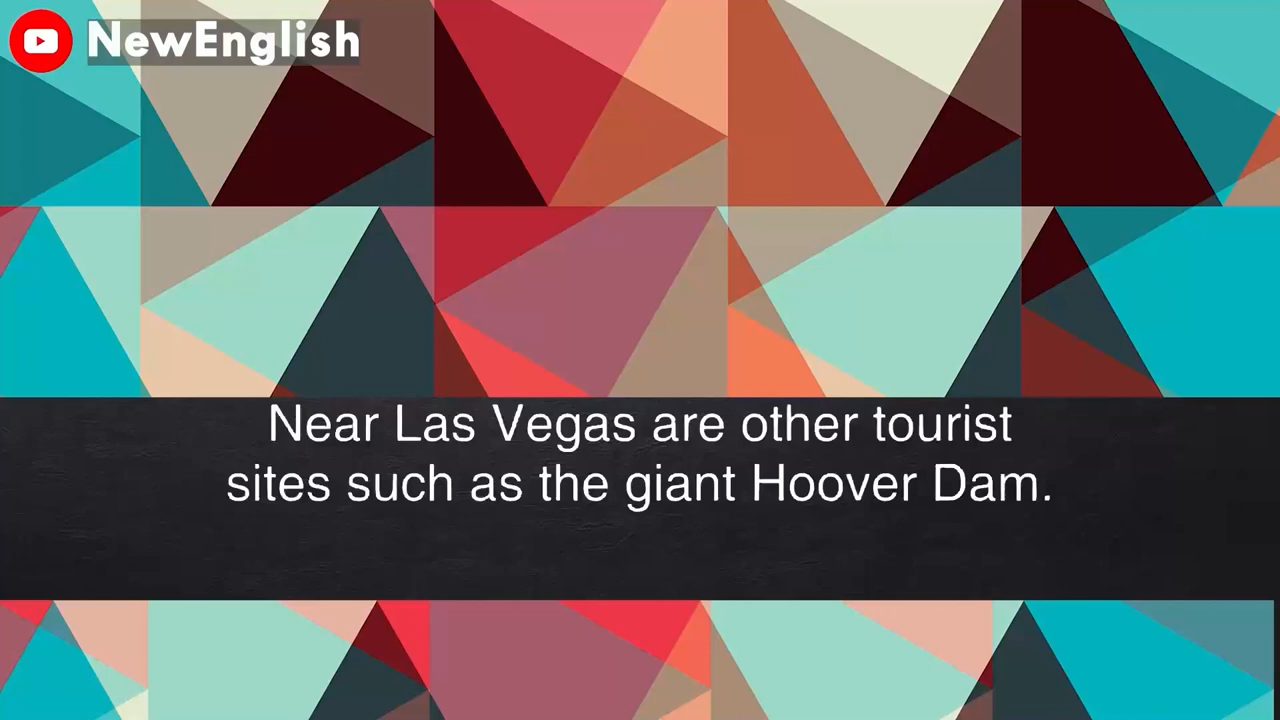 NewEnglish
Near Las Vegas are other tourist
sites such as the giant Hoover Dam.